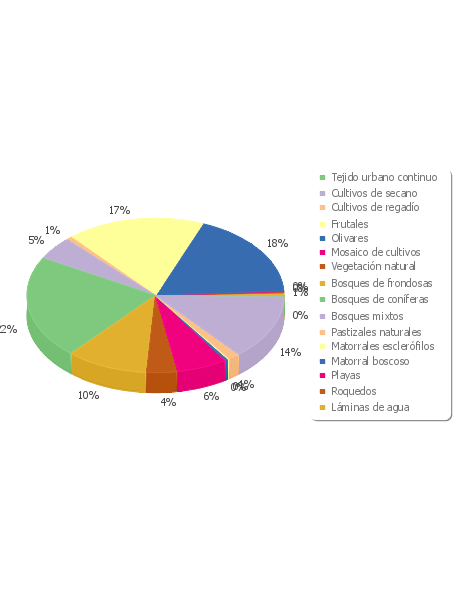 17%
1%
5%
18%
1%
0%
2%
14%
10%
4%
6%
0%
Tejido urbano continuo
Cultivos de secano
Cultivos de regadío
Frutales
Olivares
Mosaico de cultivos
Vegetación natural
Bosques de frondosas
Bosques de coníferas
Bosques mixtos
Pastizales naturales
Matorrales esclerófilos
Matorral boscoso
Playas
Roquedos
Láminas de agua